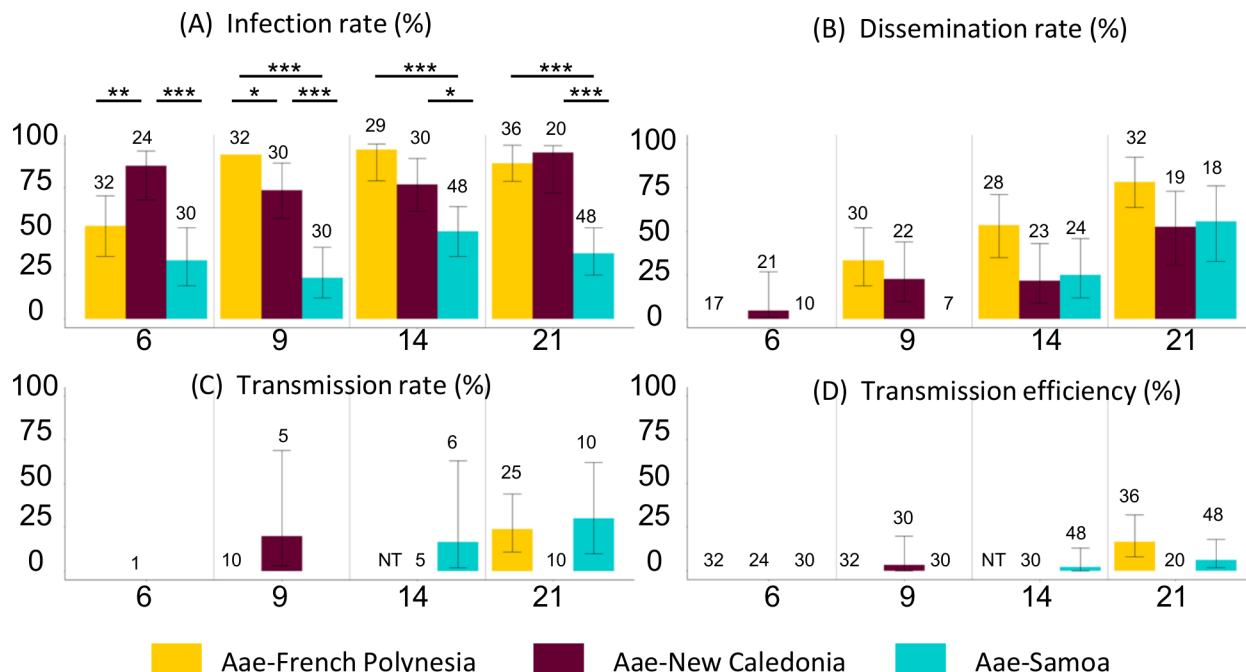 (A) Infection rate (%)
(B) Dissemination rate (%)
*** *** ***
** *** * *** * ***
100 75 50 25 0
32 24 30 32 30 30 29 30 48 36 20 48
6 9 14 21
100 75 50 25 0
17 21 10 30 22 7 28 23 24 32 19 18
6 9 14 21
(C) Transmission rate (%)
(D) Transmission efficiency (%)
100 75 50 25 0
1 10 5 NT 5 6 25 10 10
6 9 14 21
100 75 50 25 0
32 24 30 32 30 30 NT 30 48 36 20 48
6 9 14 21
Aae-French Polynesia Aae-New Caledonia Aae-Samoa